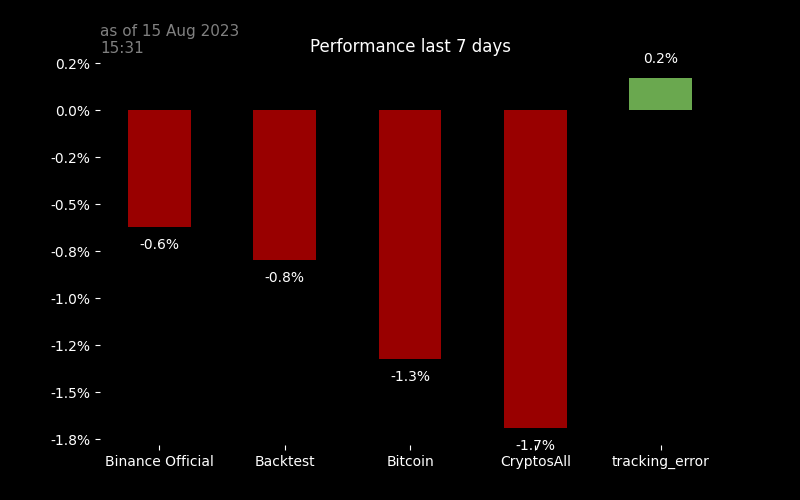 as of 15 Aug 2023
15:31
Performance last 7 days
0.2%
0.2%
0.0%
-0.2%
-0.5%
-0.6%
-0.8%
-0.8%
-1.0%
-1.2%
-1.3%
-1.5%
-1.8%
-1.7%
Binance Official
Backtest
Bitcoin
CryptosAll
tracking_error